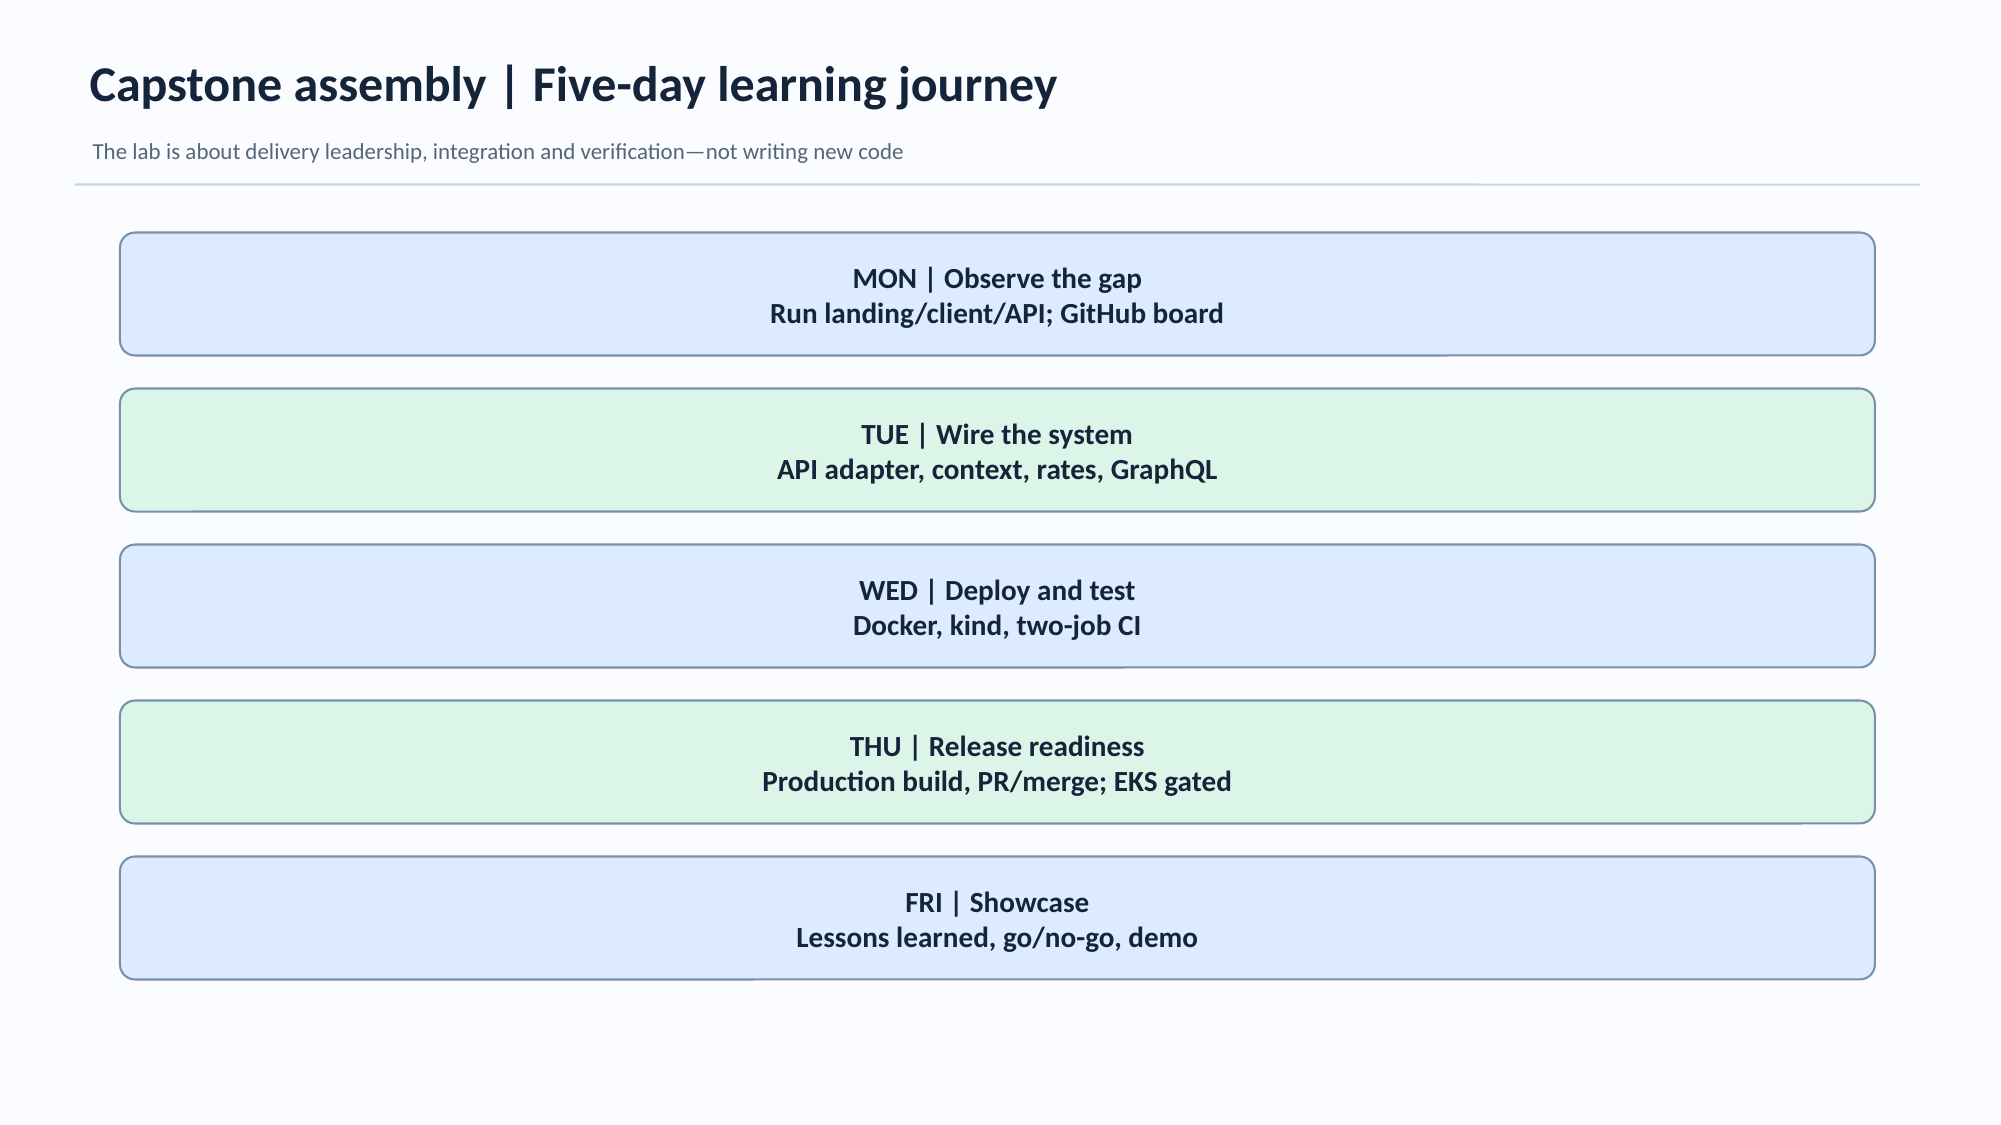 Capstone assembly | Five-day learning journey
The lab is about delivery leadership, integration and verification—not writing new code
MON | Observe the gap
Run landing/client/API; GitHub board
TUE | Wire the system
API adapter, context, rates, GraphQL
WED | Deploy and test
Docker, kind, two-job CI
THU | Release readiness
Production build, PR/merge; EKS gated
FRI | Showcase
Lessons learned, go/no-go, demo